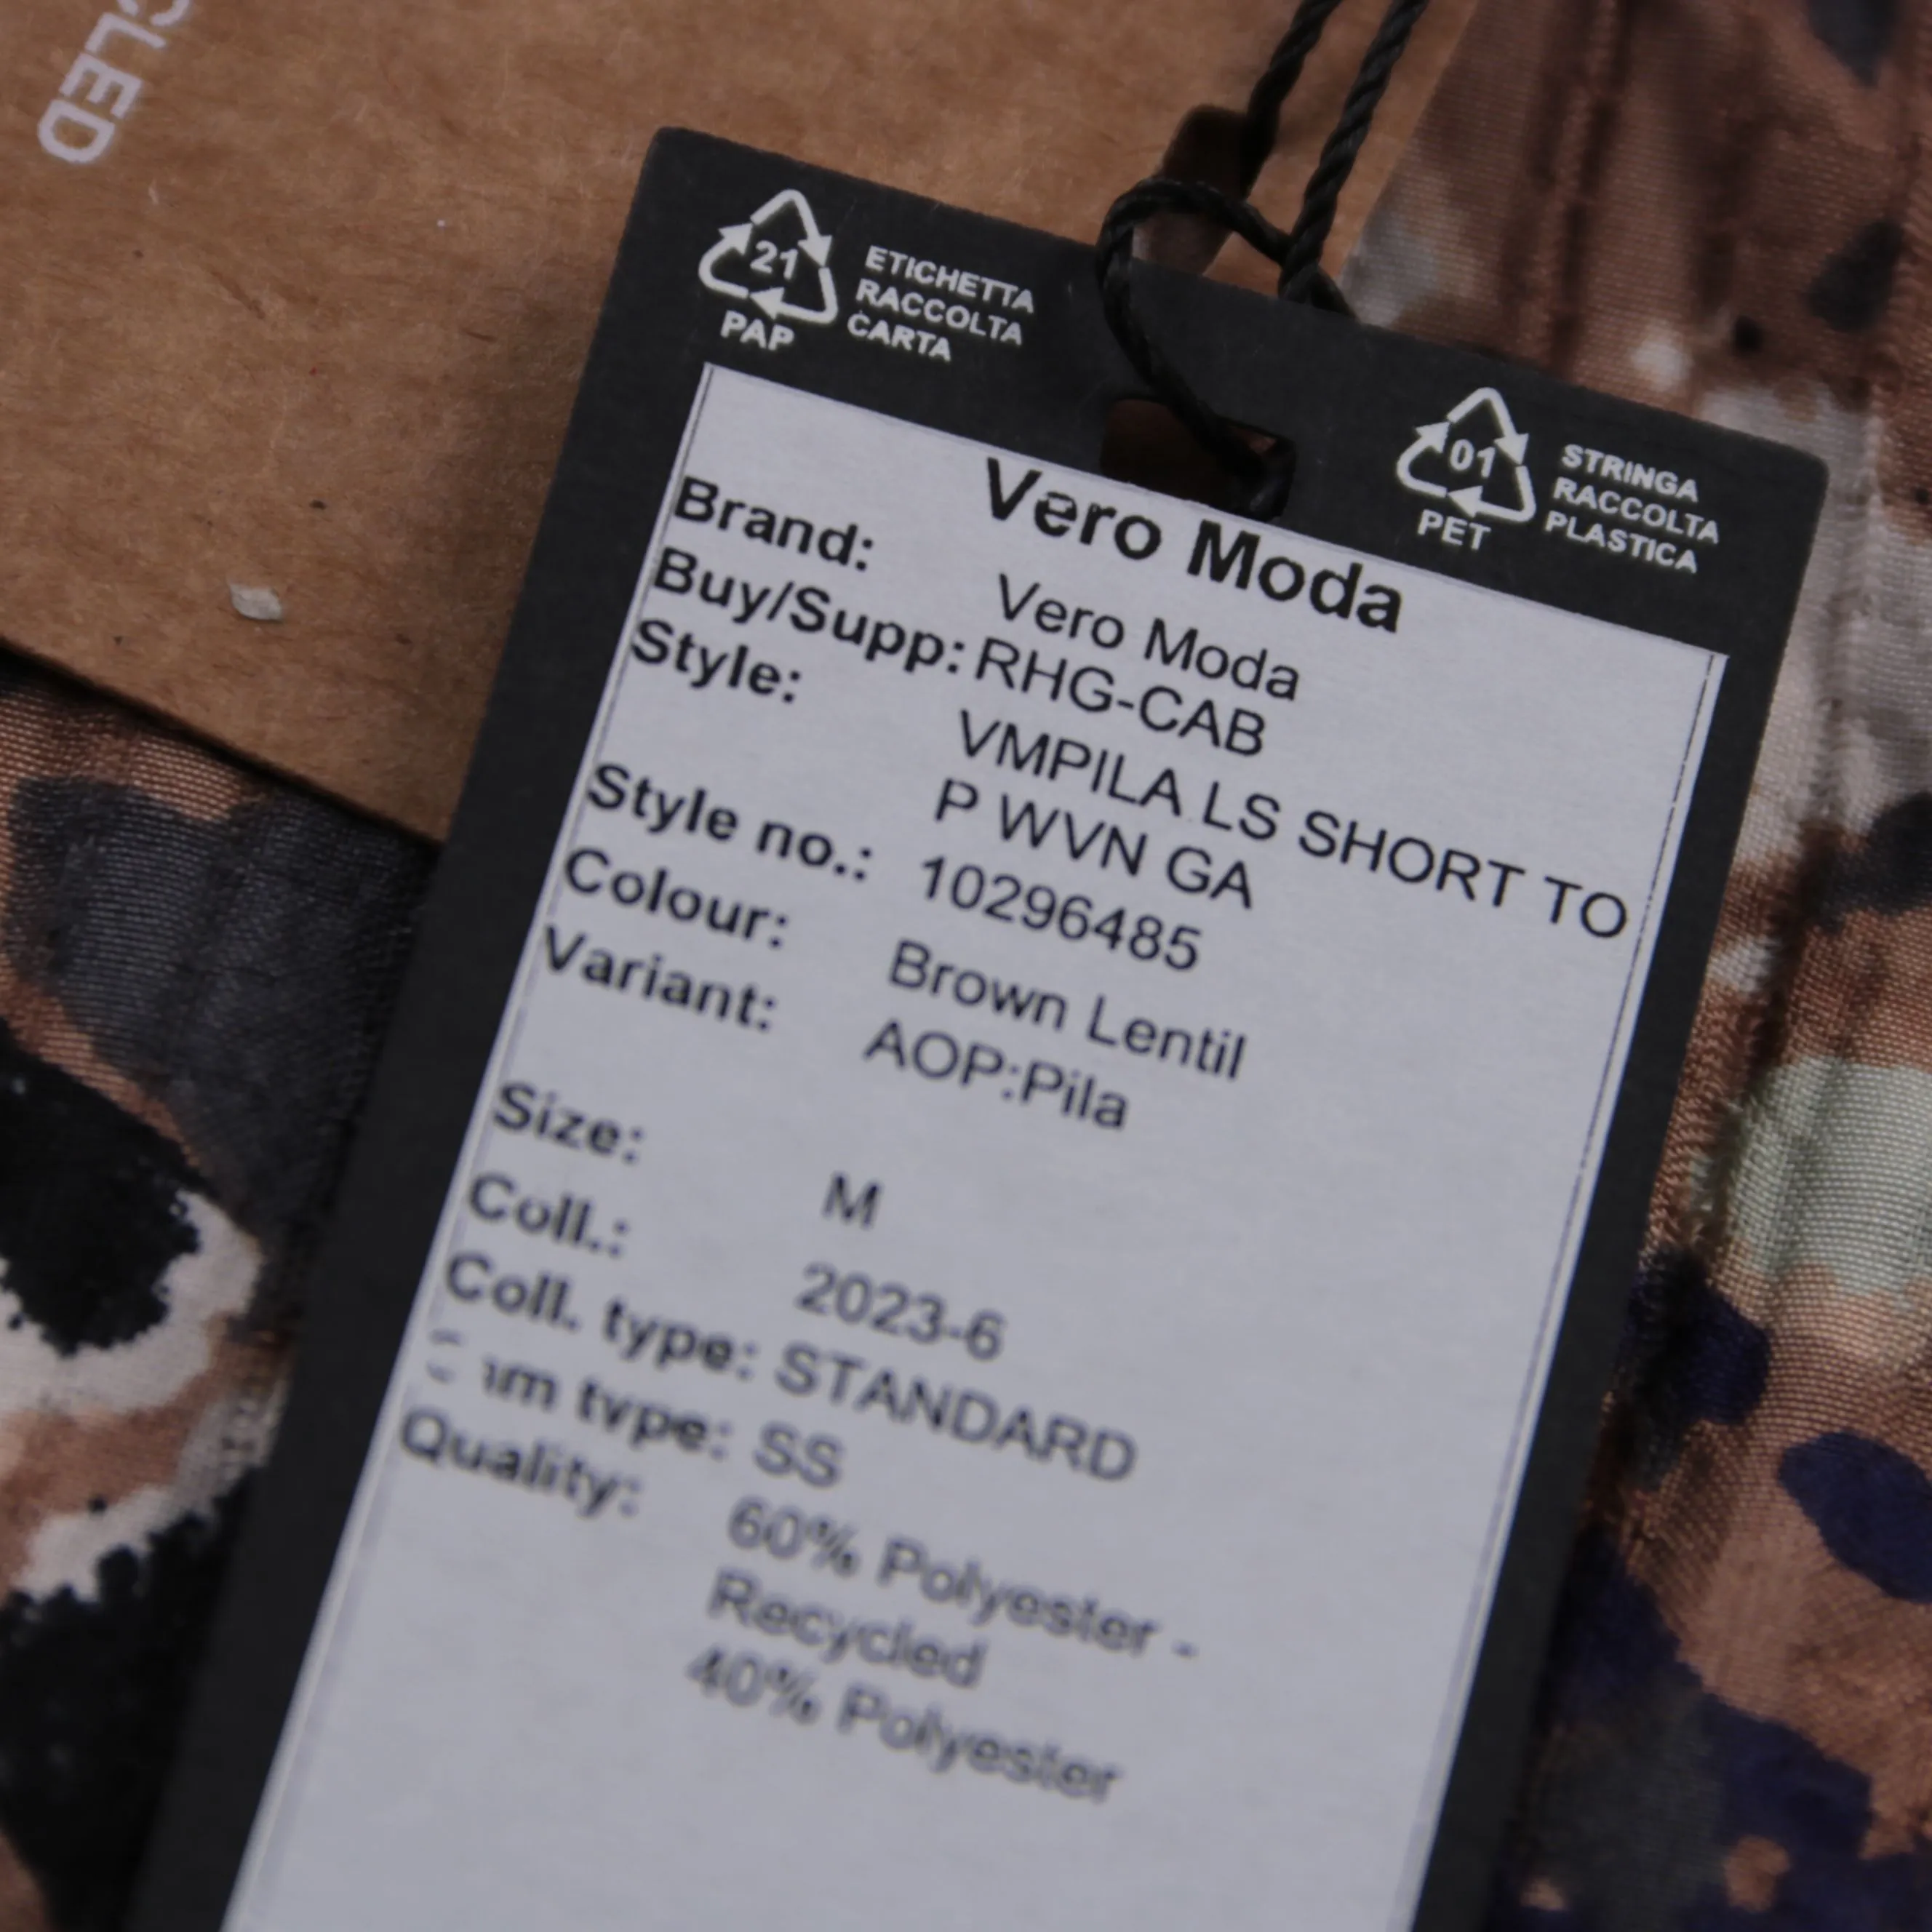 CLED
21
PAP
ETICHETTA
RACCOLTA
CARTA
01
PET
STRINGA
RACCOLTA
PLASTICA
Vero Moda
Brand: Vero Moda
Buy/Supp: RHG-CAB
Style: VMPILA LS SHORT TO
P WVN GA
Style no.: 10296485
Colour: Brown Lentil
Variant: AOP:Pila
Size: M
Coll.: 2023-6
Coll. type: STANDARD
type: SS
Quality: 60% Polyester -
Recycled
40% Polyester